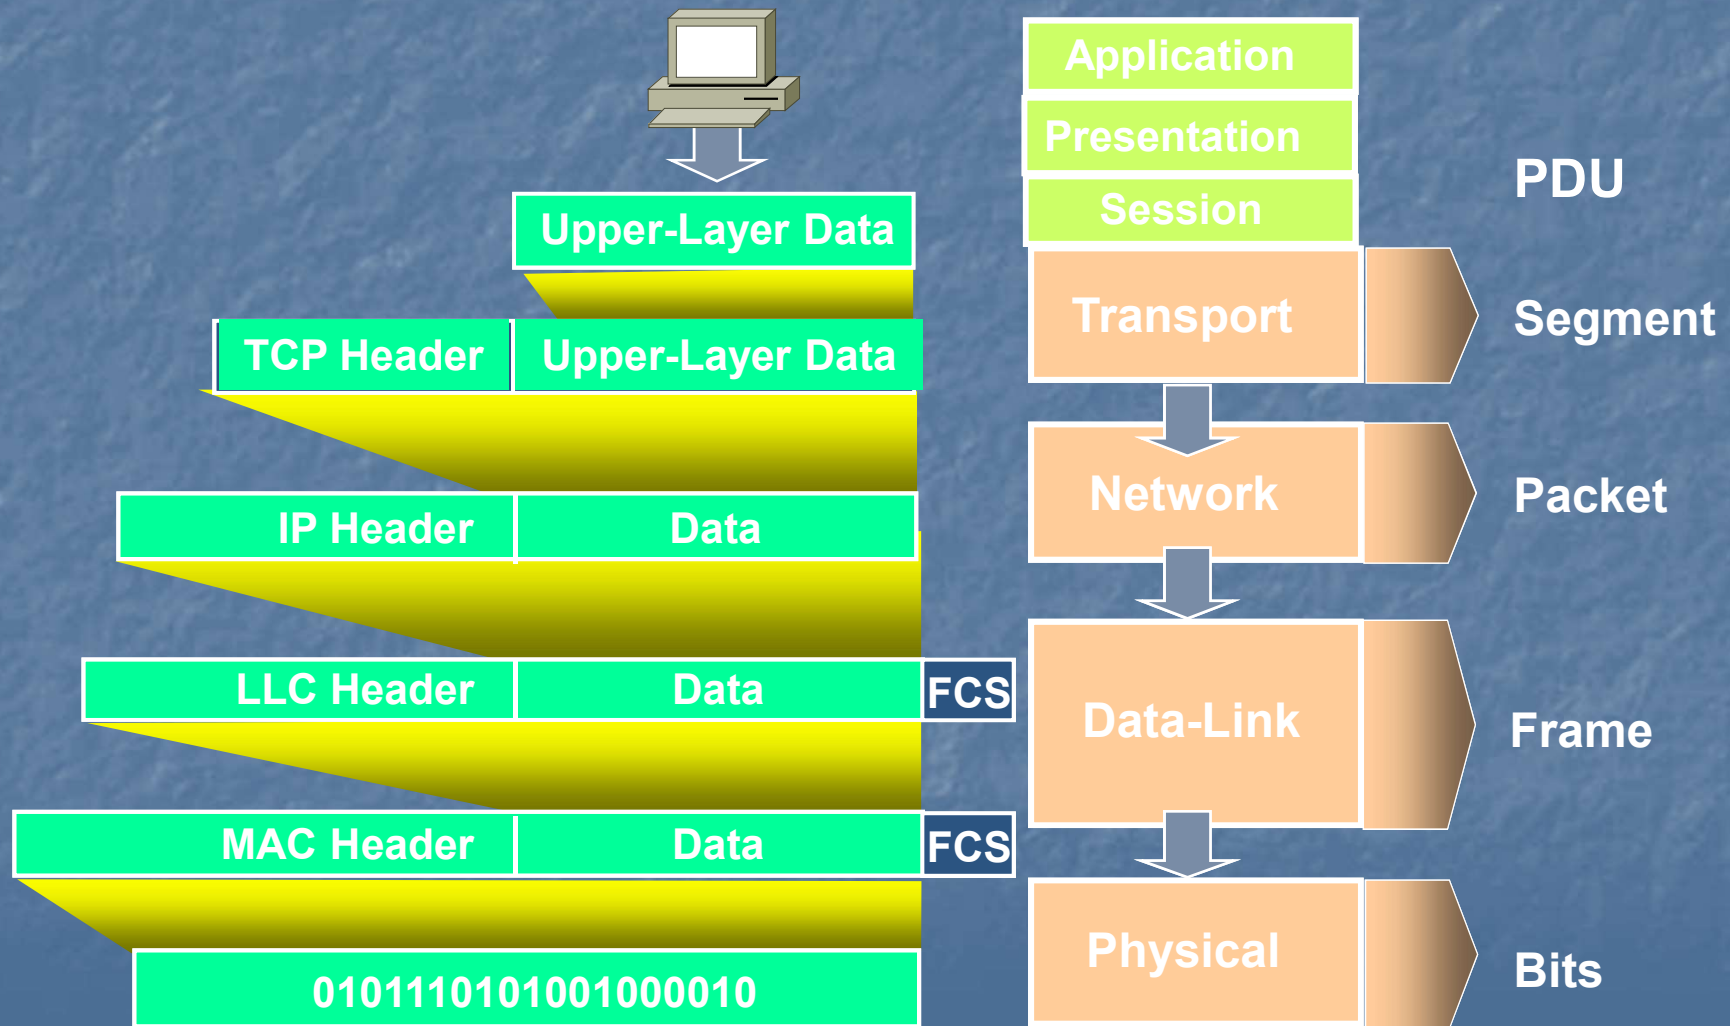 Application
Presentation
PDU
Session
Upper-Layer Data
Transport
Segment
TCP Header
Upper-Layer Data
Network
Packet
IP Header
Data
LLC Header
Data
FCS
Data-Link
Frame
MAC Header
Data
FCS
Physical
Bits
0101110101001000010